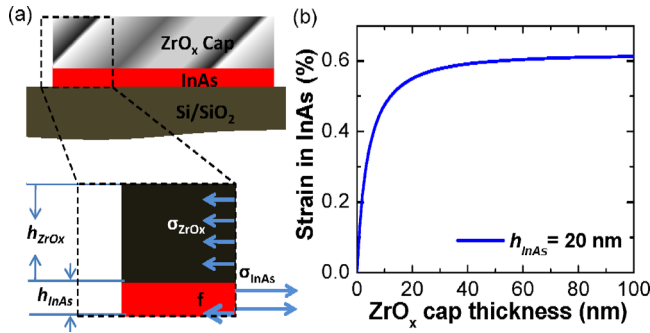 (a)
ZrOx Cap
InAs
Si/SiO2
hZrOx
σZrOx
σInAs
hInAs
f
(b)
Strain in InAs (%)
0.6
0.4
0.2
0.0
hInAs= 20 nm
0 20 40 60 80 100
ZrOx cap thickness (nm)